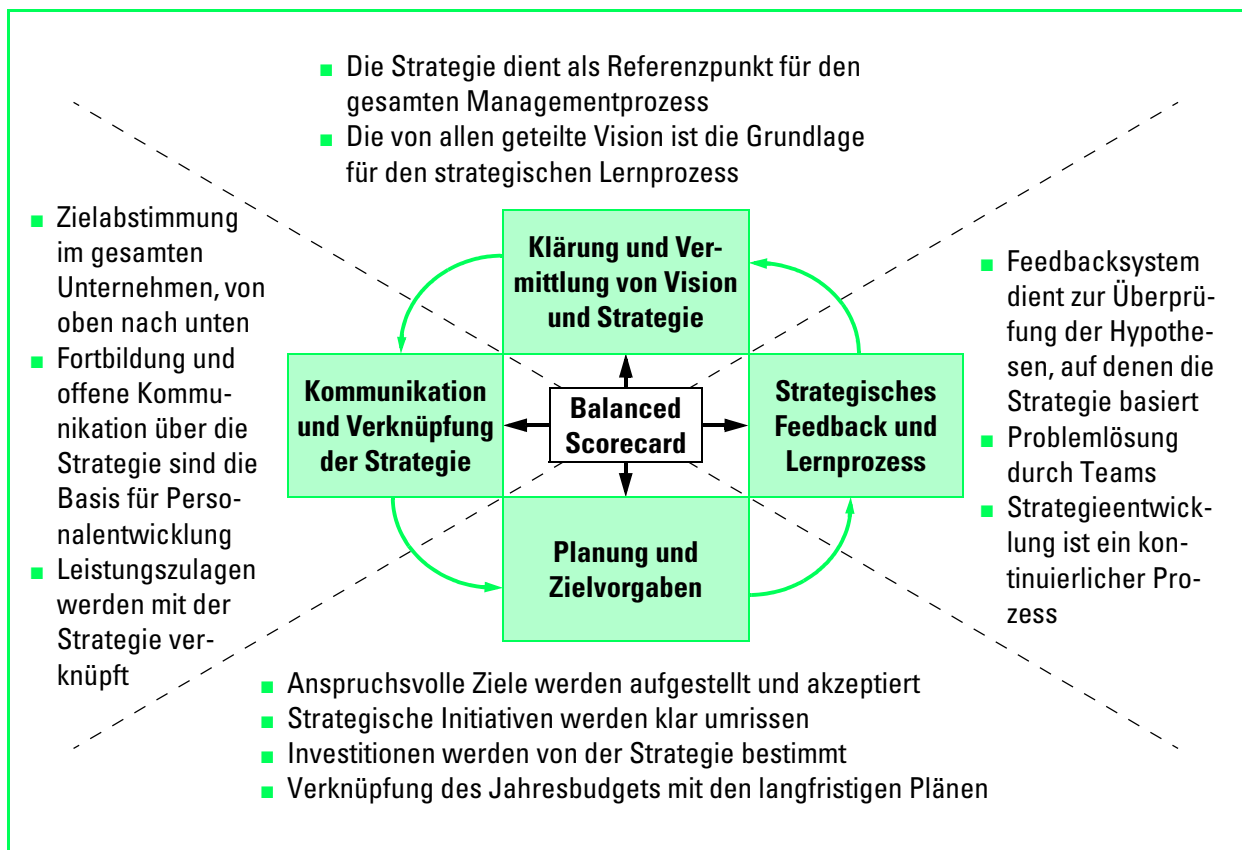 Die Strategie dient als Referenzpunkt für den
gesamten Managementprozess
Die von allen geteilte Vision ist die Grundlage
für den strategischen Lernprozess
Zielabstimmung
im gesamten
Unternehmen, von
oben nach unten
Fortbildung und
offene Kommu-
nikation über die
Strategie sind die
Basis für Perso-
nalentwicklung
Leistungszulagen
werden mit der
Strategie ver-
knüpft
Klärung und Ver-
mittlung von Vision
und Strategie
Kommunikation
und Verknüpfung
der Strategie
Balanced
Scorecard
Strategisches
Feedback und
Lernprozess
Planung und
Zielvorgaben
Feedbacksystem
dient zur Überprü-
fung der Hypothe-
sen, auf denen die
Strategie basiert
Problemlösung
durch Teams
Strategieentwick-
lung ist ein kon-
tinuierlicher Pro-
zess
Anspruchsvolle Ziele werden aufgestellt und akzeptiert
Strategische Initiativen werden klar umrissen
Investitionen werden von der Strategie bestimmt
Verknüpfung des Jahresbudgets mit den langfristigen Plänen